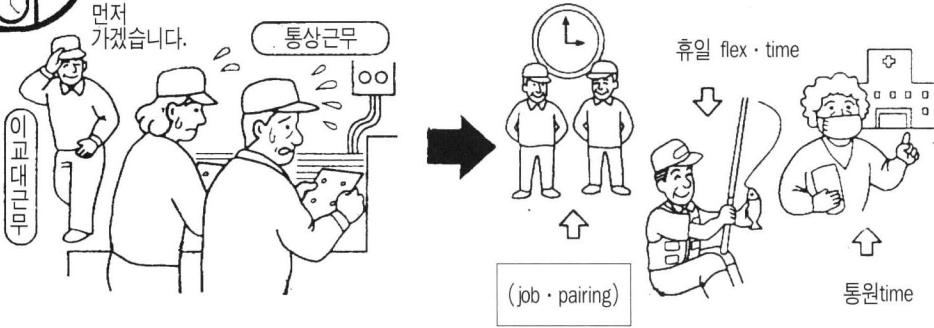 먼저
가겠습니다.
통상근무
이교대근무
휴일 flex · time
(job · pairing)
통원time